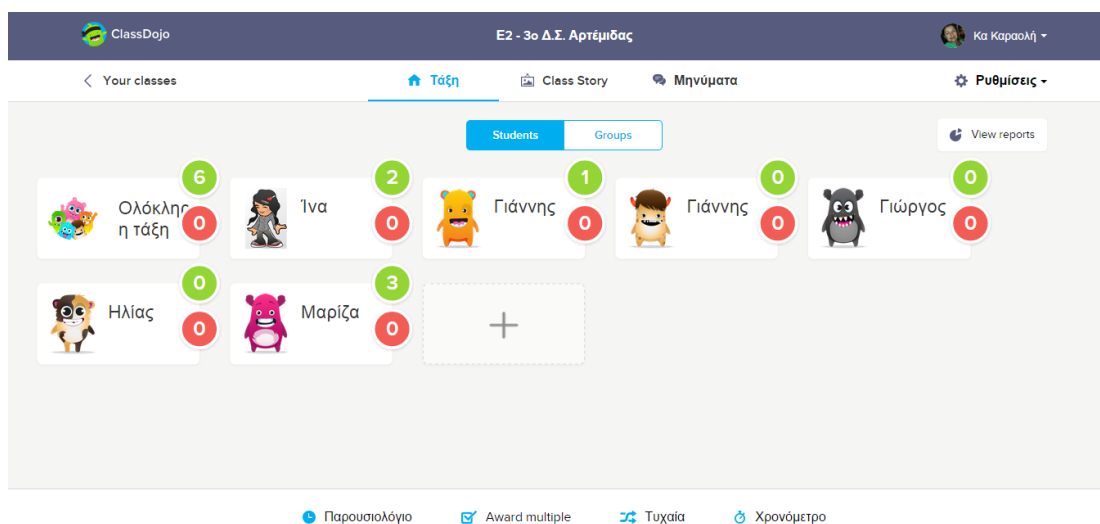 ClassDojo
Ε2 - 3ο Δ.Σ. Αρτέμιδας
Κα Καραολή
Your classes
Τάξη
Class Story
Μηνύματα
Ρυθμίσεις
Students
Groups
View reports
6
Ολόκληρ
η τάξη
0
2
Ίνα
0
1
Γιάννης
0
0
Γιάννης
0
0
Γιώργος
0
0
Ηλίας
0
3
Μαρίζα
0
Παρουσιολόγιο
Award multiple
Τυχαία
Χρονόμετρο